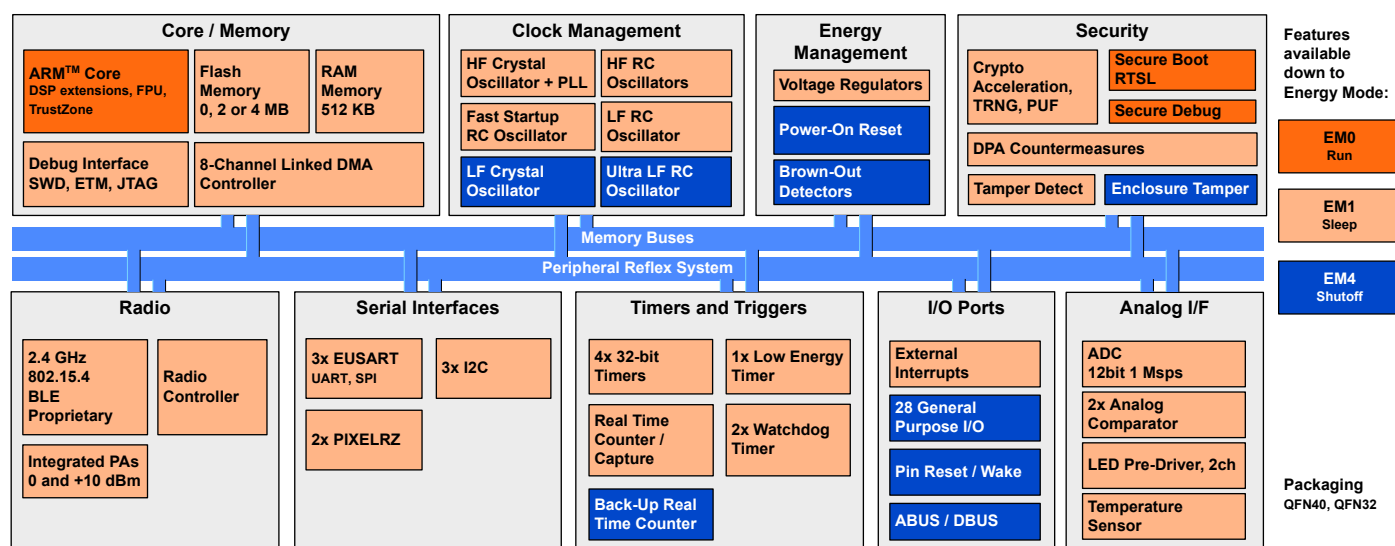 Core / Memory
ARM™ Core
DSP extensions, FPU,
TrustZone
Flash
Memory
0, 2 or 4 MB
RAM
Memory
512 KB
Debug Interface
SWD, ETM, JTAG
8-Channel Linked DMA
Controller
Clock Management
HF Crystal
Oscillator + PLL
HF RC
Oscillators
Fast Startup
RC Oscillator
LF RC
Oscillator
LF Crystal
Oscillator
Ultra LF RC
Oscillator
Energy
Management
Voltage Regulators
Power-On Reset
Brown-Out
Detectors
Security
Crypto
Acceleration,
TRNG, PUF
Secure Boot
RTSL
Secure Debug
DPA Countermeasures
Tamper Detect
Enclosure Tamper
Features
available
down to
Energy Mode:
EM0
Run
EM1
Sleep
EM4
Shutoff
Memory Buses
Peripheral Reflex System
Radio
2.4 GHz
802.15.4
BLE
Proprietary
Radio
Controller
Integrated PAs
0 and +10 dBm
Serial Interfaces
3x EUSART
UART, SPI
3x I2C
2x PIXELRZ
Timers and Triggers
4x 32-bit
Timers
1x Low Energy
Timer
Real Time
Counter /
Capture
2x Watchdog
Timer
Back-Up Real
Time Counter
I/O Ports
External
Interrupts
28 General
Purpose I/O
Pin Reset / Wake
ABUS / DBUS
Analog I/F
ADC
12bit 1 Msps
2x Analog
Comparator
LED Pre-Driver, 2ch
Temperature
Sensor
Packaging
QFN40, QFN32